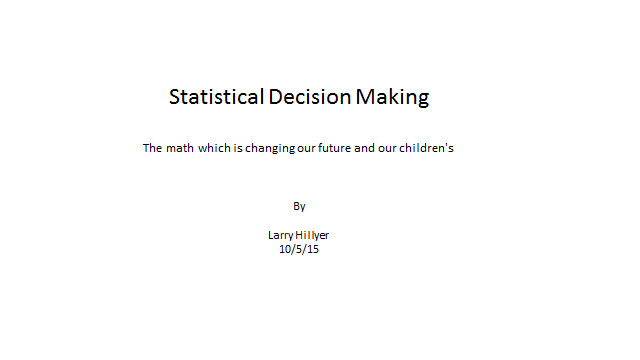 Statistical Decision Making
The math which is changing our future and our children's
By
Larry Hillyer
10/5/15